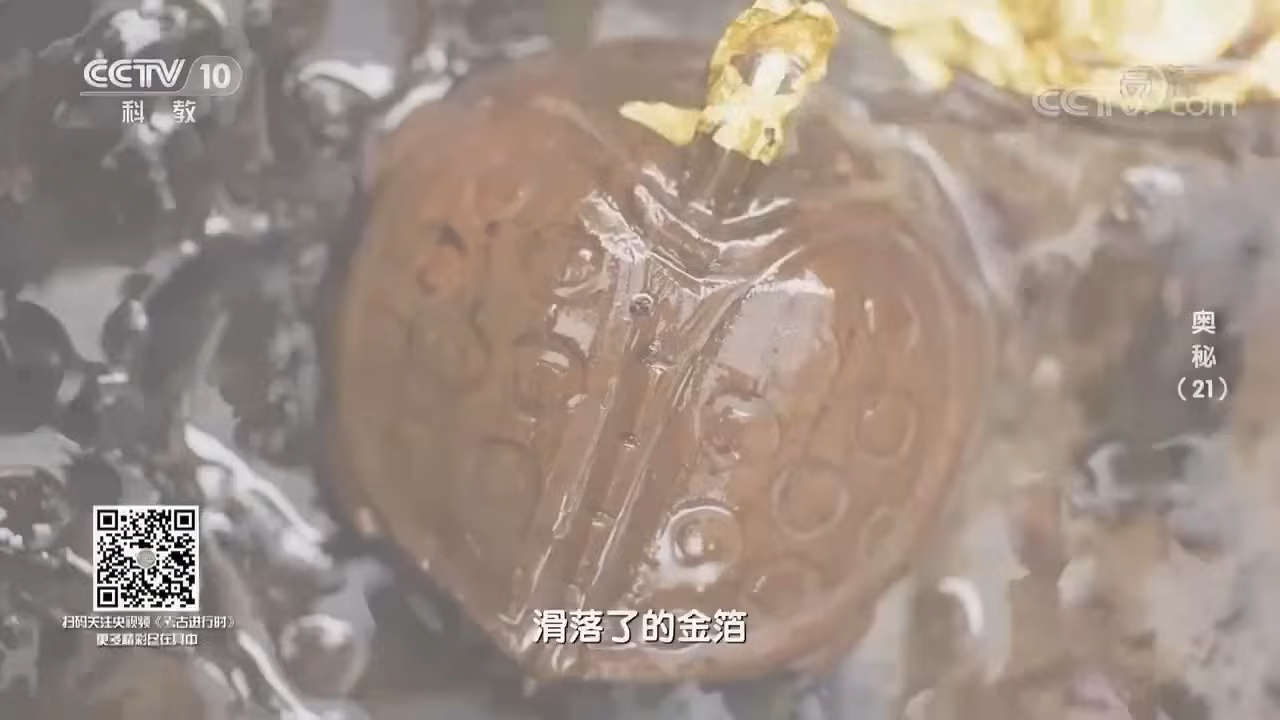 CCTV 10
科 教
CCTV.com
奥秘
（21）
扫码关注央视频《考古进行时》
更多精彩尽在其中
滑落了的金箔